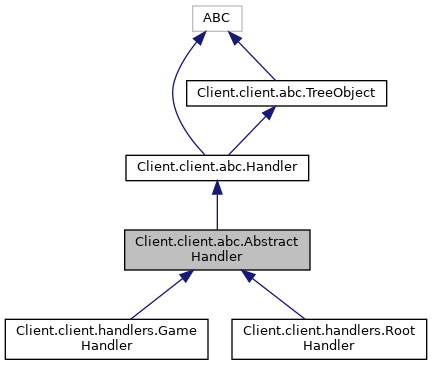 ABC
Client.client.abc.TreeObject
Client.client.abc.Handler
Client.client.abc.Abstract
Handler
Client.client.handlers.Game
Handler
Client.client.handlers.Root
Handler